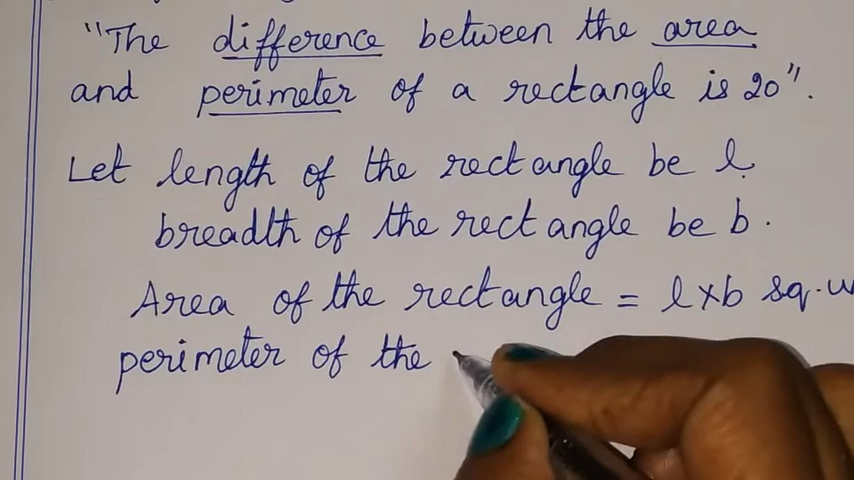 "The difference between the area
and perimeter of a rectangle is 20".
Let length of the rectangle be l.
breadth of the rectangle be b.
Area of the rectangle = l×b sq.u
perimeter of the